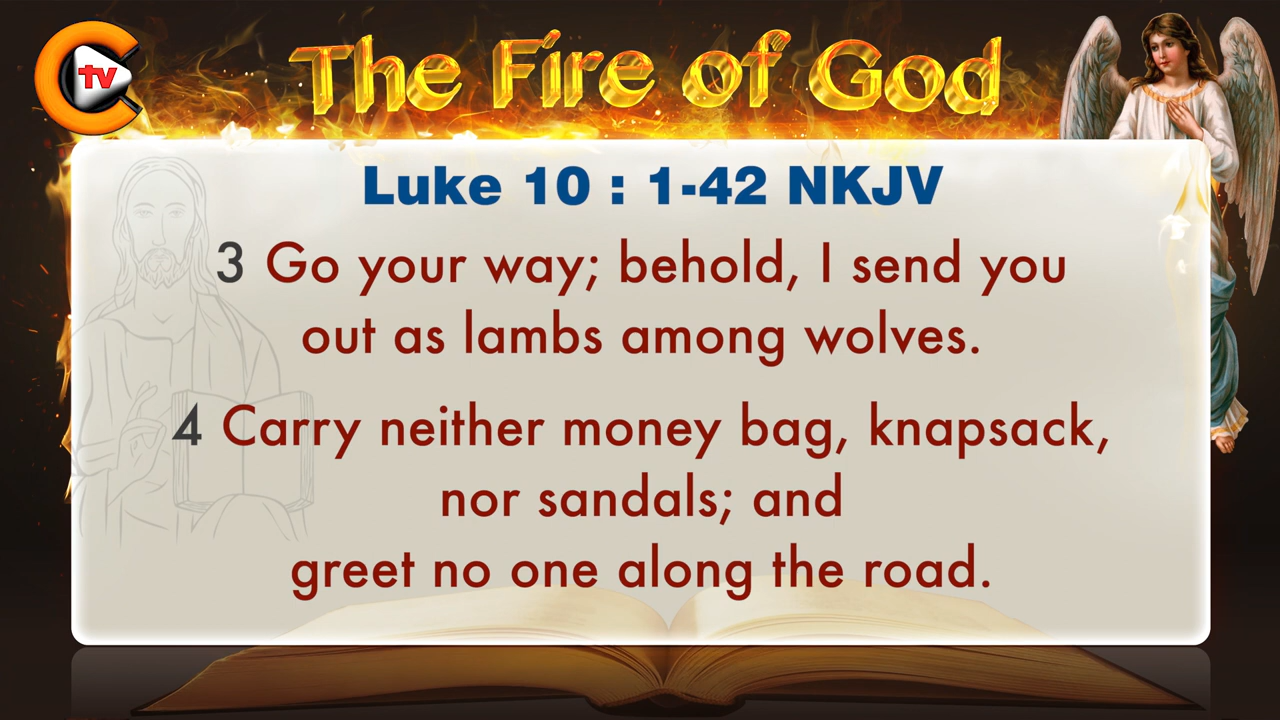 tv
The Fire of God
Luke 10 : 1-42 NKJV
3 Go your way; behold, I send you
out as lambs among wolves.
4 Carry neither money bag, knapsack,
nor sandals; and
greet no one along the road.